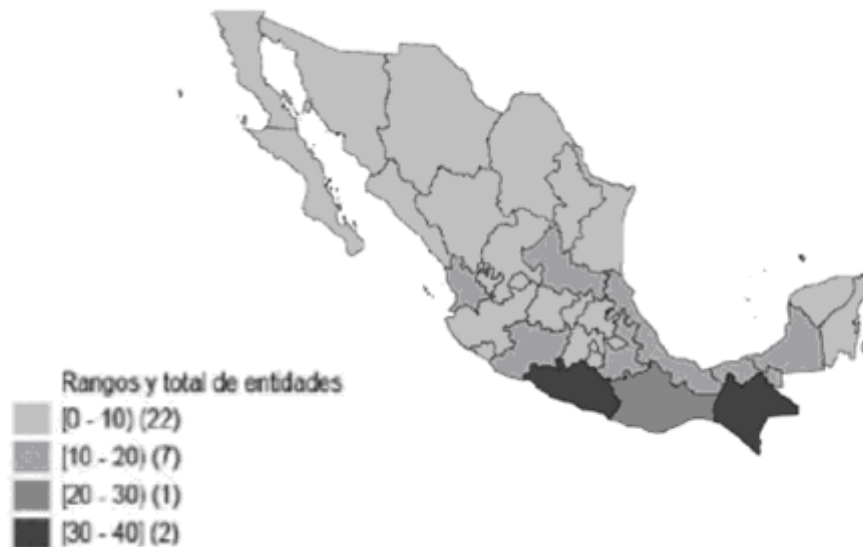 Rangos y total de entidades
[0 - 10) (22)
[10 - 20) (7)
[20 - 30) (1)
[30 - 40] (2)